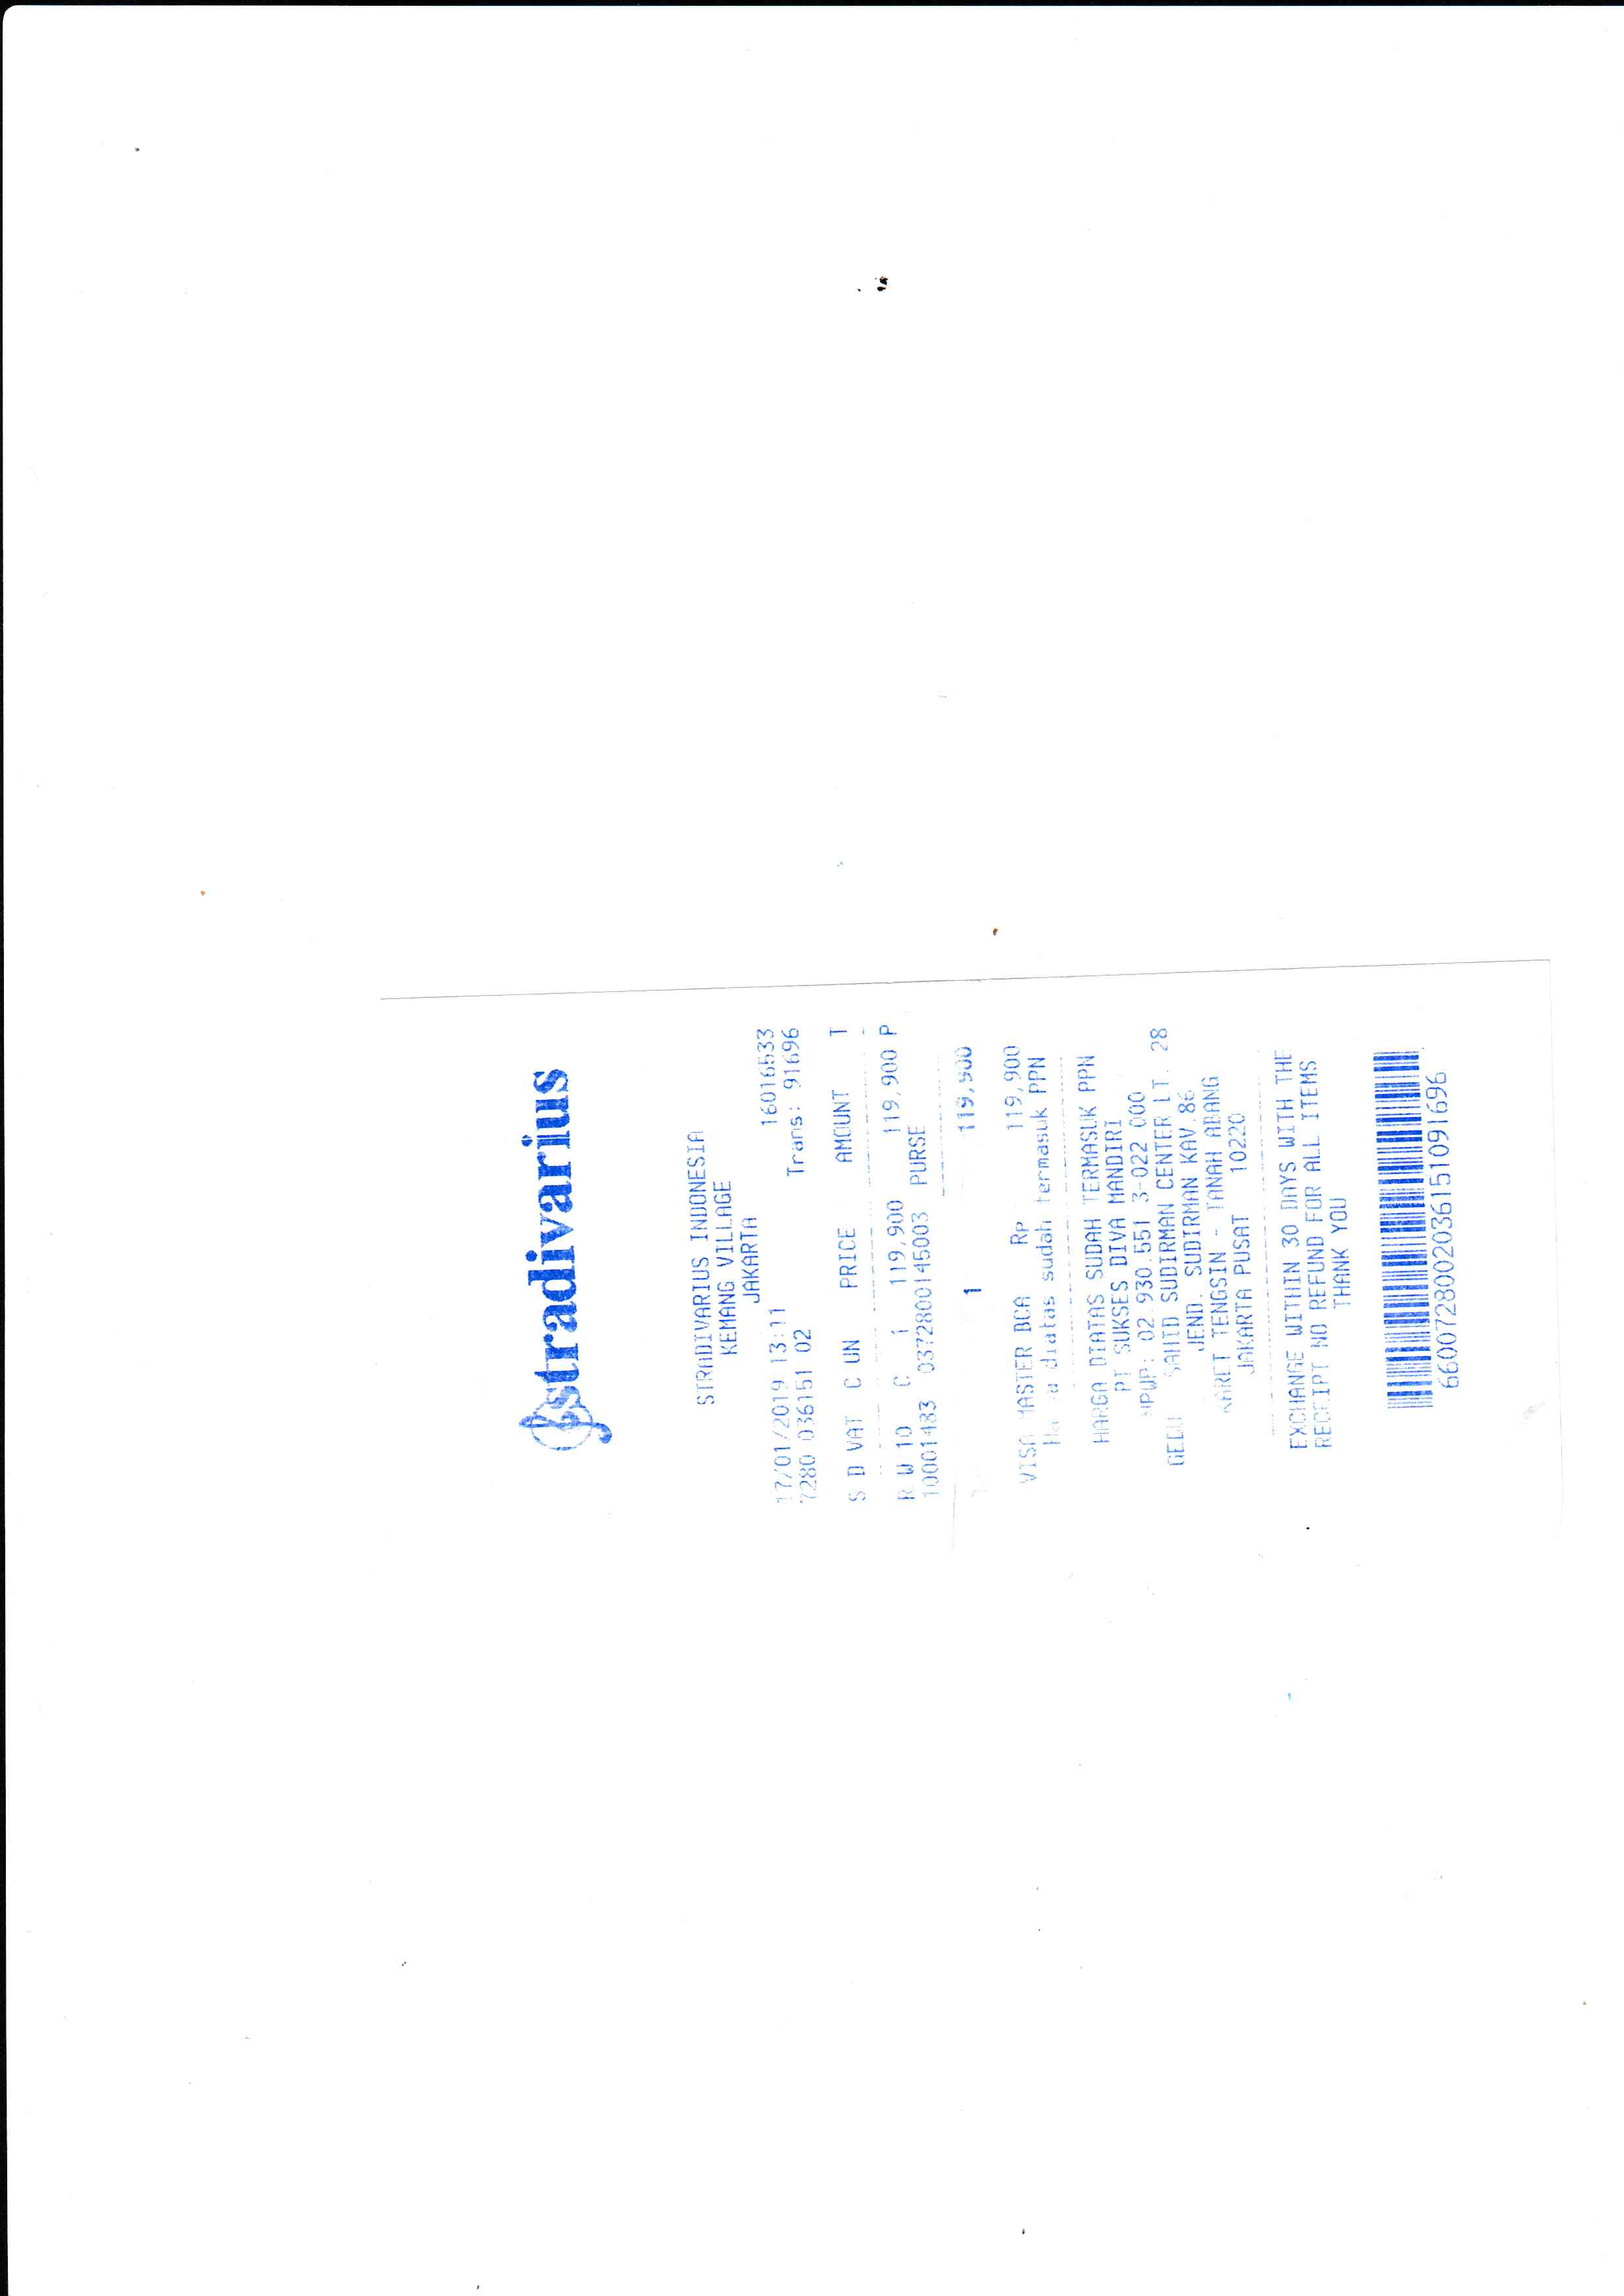 stradivarius
STRADIVARIUS INDONESIA
KEMANG VILLAGE
JAKARTA
17/01/2019 13:11 16016533
7280 036151 02 Trans: 91696
S D VAT C UN PRICE AMOUNT T
R W 10 C 1 119,900 119,900 P
10001483 0372800145003 PURSE
1 119,900
VISA MASTER BCA Rp 119,900
diatas sudah termasuk PPN
HARGA DIATAS SUDAH TERMASUK PPN
PT SUKSES DIVA MANDIRI
NPWP: 02.930.551 3-022 000
SAHID SUDIRMAN CENTER LT. 28
JEND. SUDIRMAN KAV.86
KARET TENGSIN - TANAH ABANG
JAKARTA PUSAT 10220
EXCHANGE WITHIN 30 DAYS WITH THE
RECEIPT NO REFUND FOR ALL ITEMS
THANK YOU
6600728002036151091696